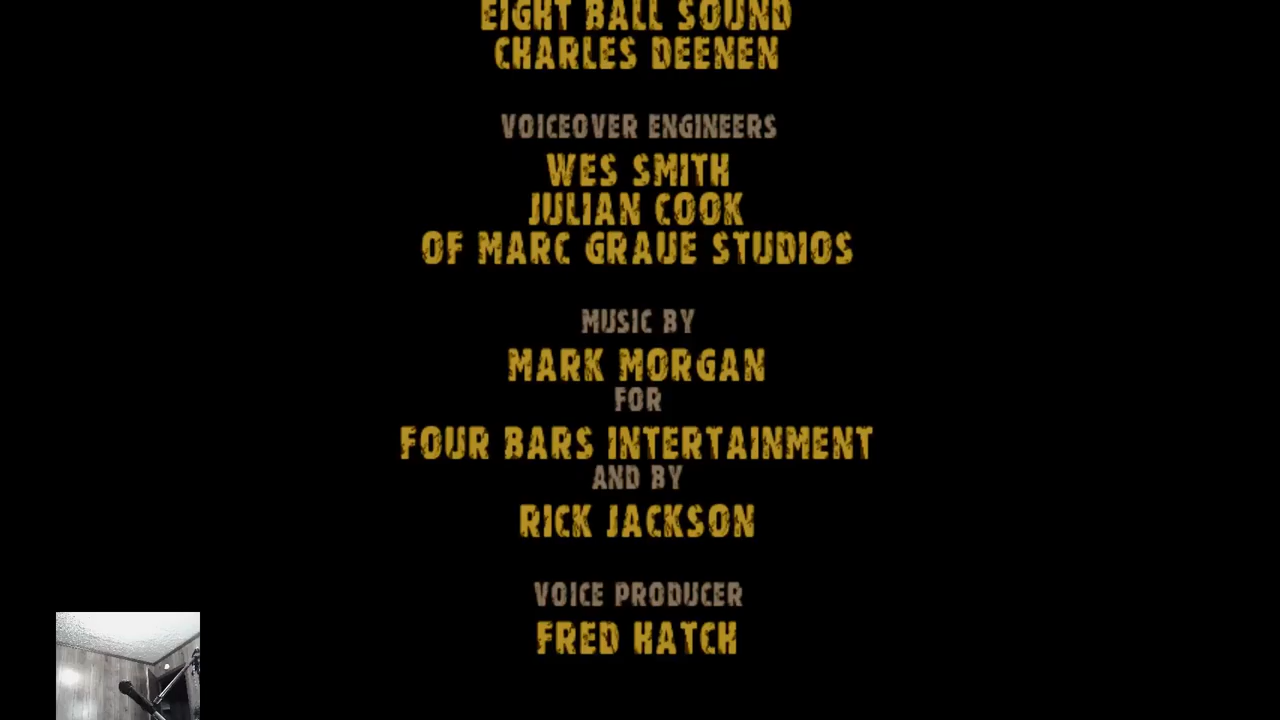 EIGHT BALL SOUND
CHARLES DEENEN
VOICEOVER ENGINEERS
WES SMITH
JULIAN COOK
OF MARC GRAUE STUDIOS
MUSIC BY
MARK MORGAN
FOR
FOUR BARS INTERTAINMENT
AND BY
RICK JACKSON
VOICE PRODUCER
FRED HATCH